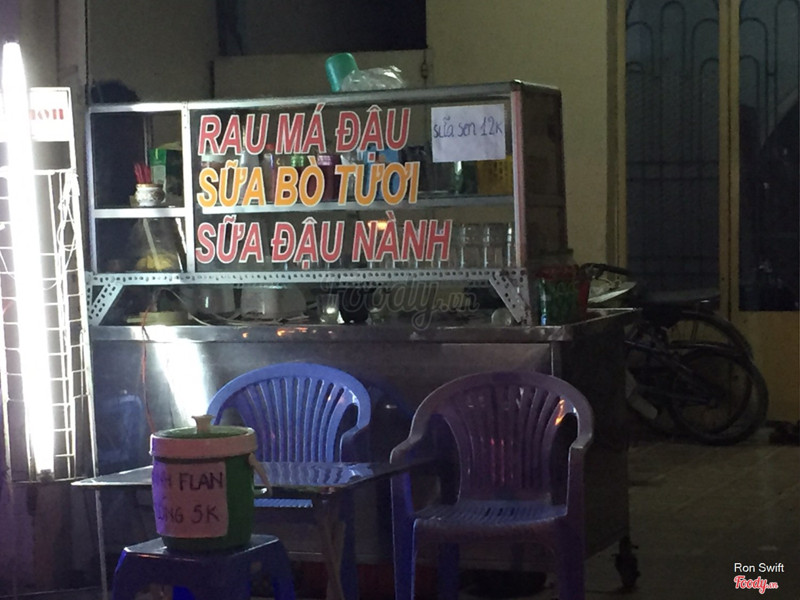 RAU MÁ ĐẬU
SỮA BÒ TƯƠI
SỮA ĐẬU NÀNH
sữa sen 12K
FLAN
5K
Foody.vn
Ron Swift
Foody.vn